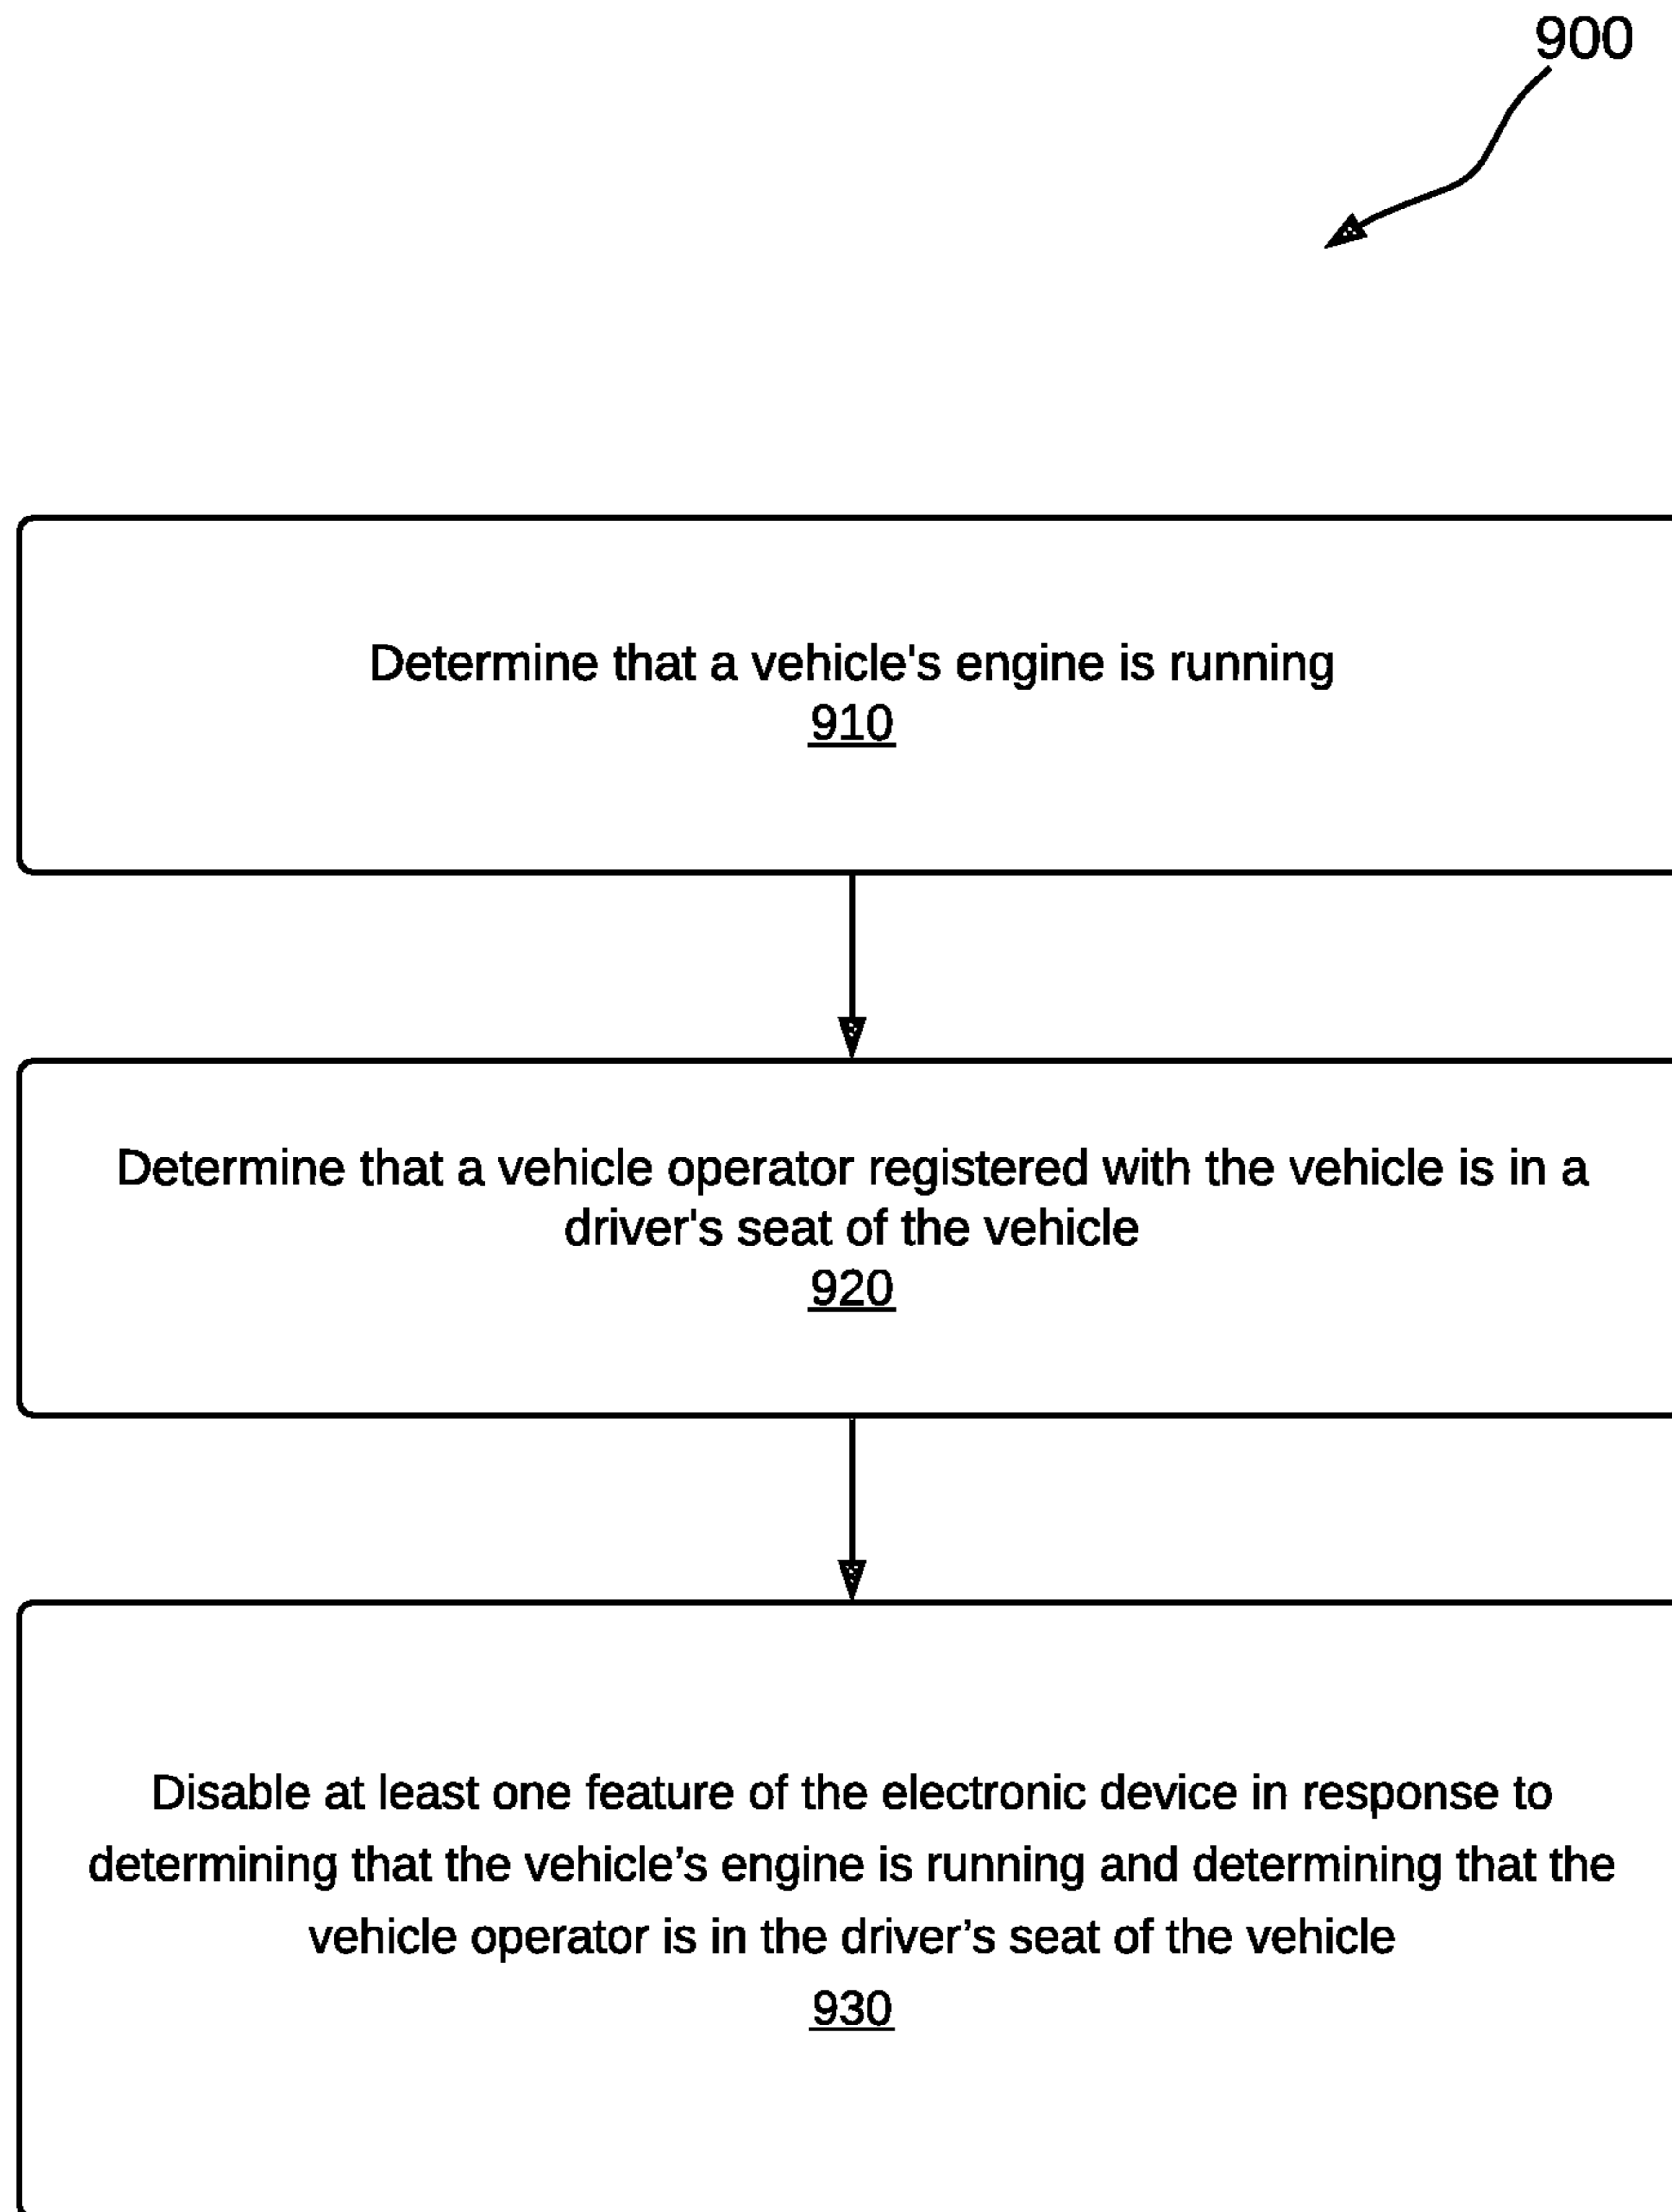 900
Determine that a vehicle's engine is running
910
Determine that a vehicle operator registered with the vehicle is in a
driver's seat of the vehicle
920
Disable at least one feature of the electronic device in response to
determining that the vehicle’s engine is running and determining that the
vehicle operator is in the driver’s seat of the vehicle
930